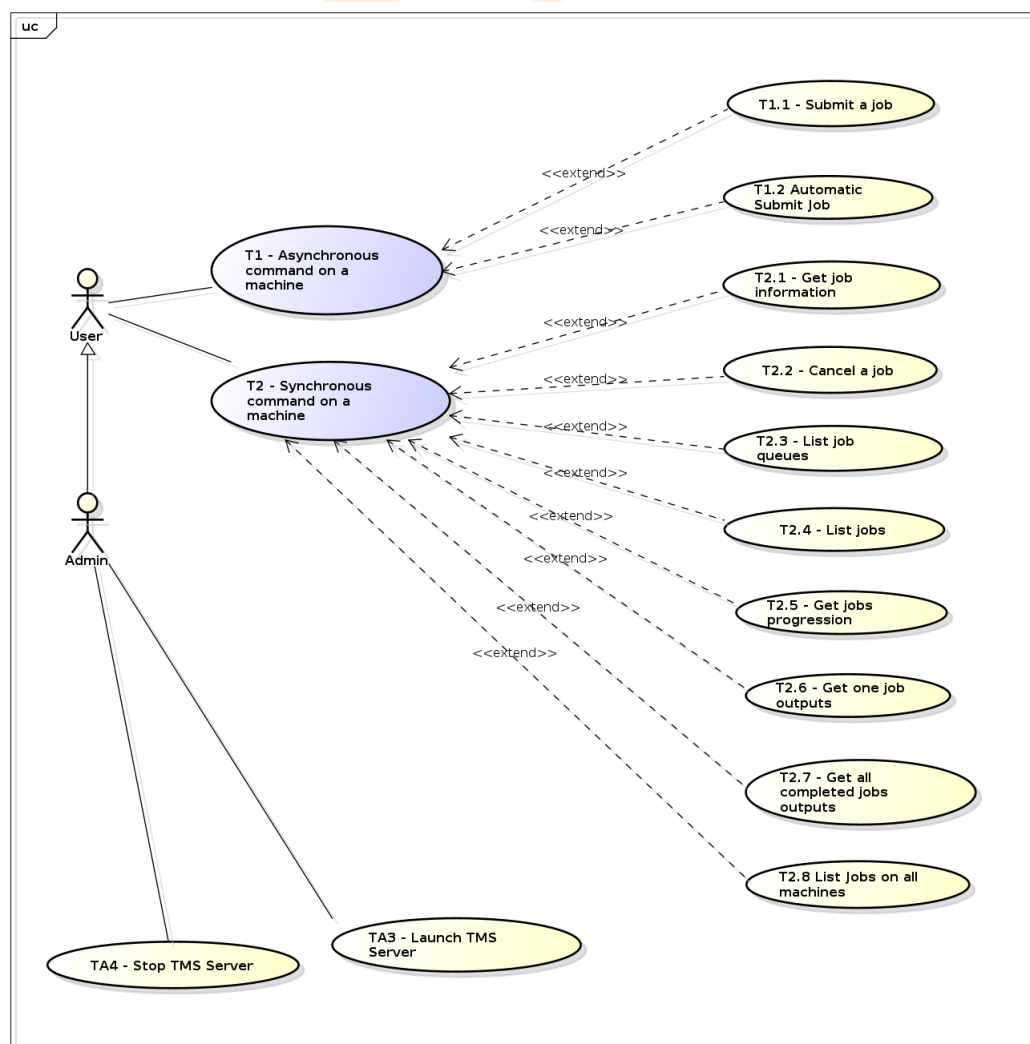 uc
T1.1 - Submit a job
<<extend>>
T1.2 Automatic
Submit Job
<<extend>>
T1 - Asynchronous
command on a
machine
T2.1 - Get job
information
<<extend>>
User
T2.2 - Cancel a job
<<extend>>
T2 - Synchronous
command on a
machine
<<extend>>
T2.3 - List job
queues
<<extend>>
T2.4 - List jobs
<<extend>>
Admin
<<extend>>
T2.5 - Get jobs
progression
<<extend>>
<<extend>>
T2.6 - Get one job
outputs
T2.7 - Get all
completed jobs
outputs
T2.8 List Jobs on all
machines
TA3 - Launch TMS
Server
TA4 - Stop TMS Server